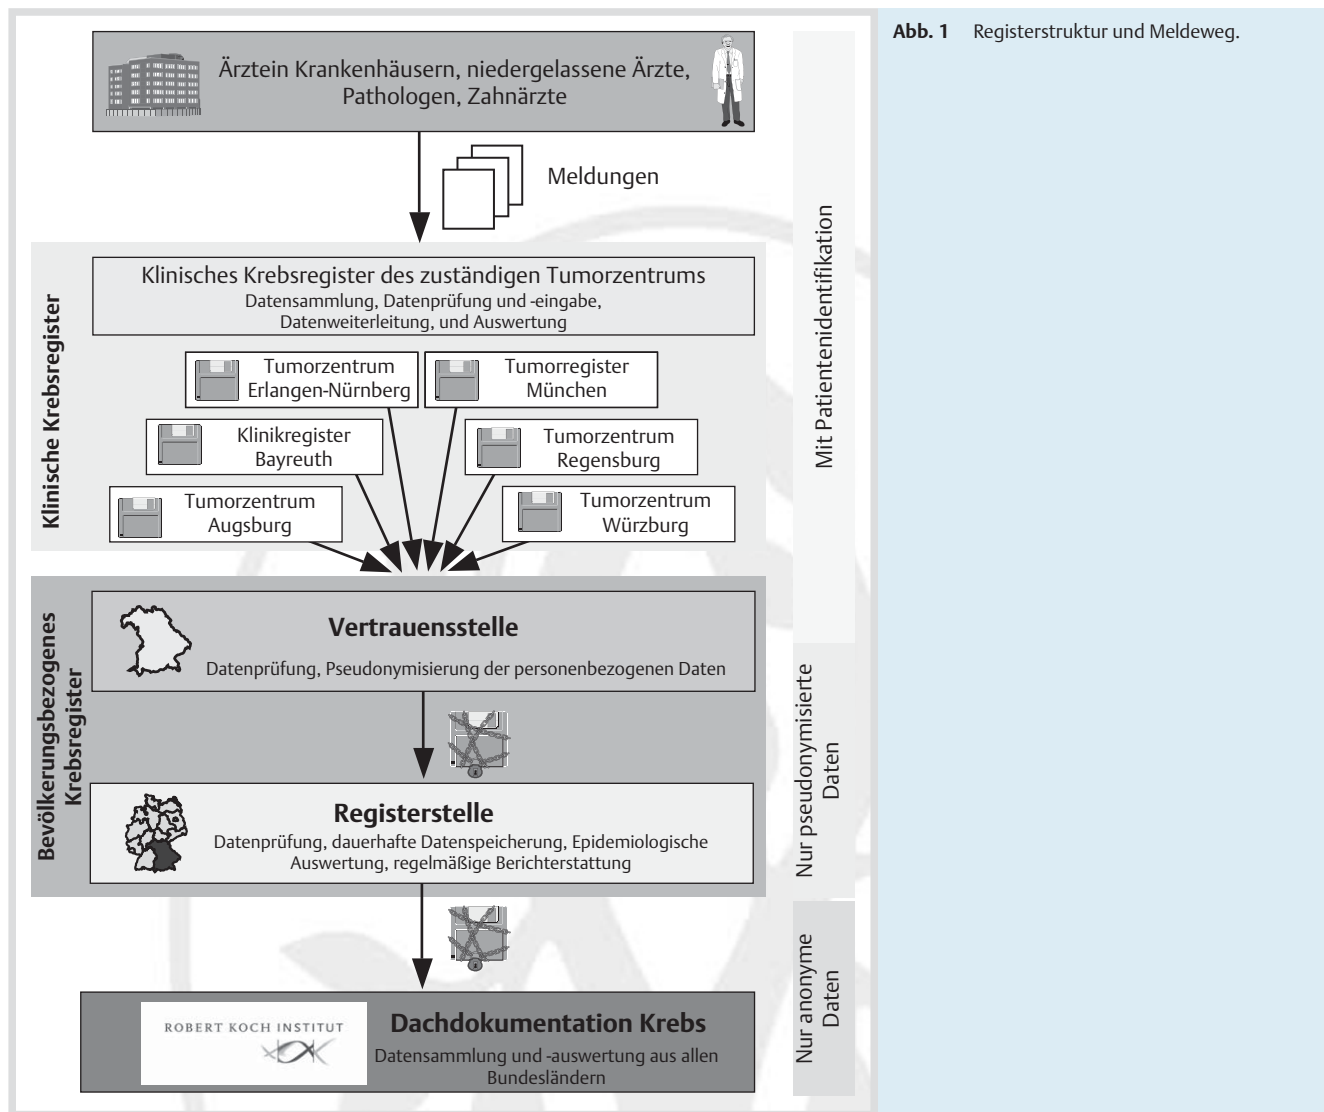 Abb. 1 Registerstruktur und Meldeweg.
Ärztein Krankenhäusern, niedergelassene Ärzte,
Pathologen, Zahnärzte
Meldungen
Mit Patientenidentifikation
Klinische Krebsregister
Klinisches Krebsregister des zuständigen Tumorzentrums
Datensammlung, Datenprüfung und -eingabe,
Datenweiterleitung, und Auswertung
Tumorzentrum
Erlangen-Nürnberg
Tumorregister
München
Klinikregister
Bayreuth
Tumorzentrum
Regensburg
Tumorzentrum
Augsburg
Tumorzentrum
Würzburg
Bevölkerungsbezogenes
Krebsregister
Vertrauensstelle
Datenprüfung, Pseudonymisierung der personenbezogenen Daten
Nur pseudonymisierte
Daten
Registerstelle
Datenprüfung, dauerhafte Datenspeicherung, Epidemiologische
Auswertung, regelmäßige Berichterstattung
Nur anonyme
Daten
ROBERT KOCH INSTITUT
Dachdokumentation Krebs
Datensammlung und -auswertung aus allen
Bundesländern